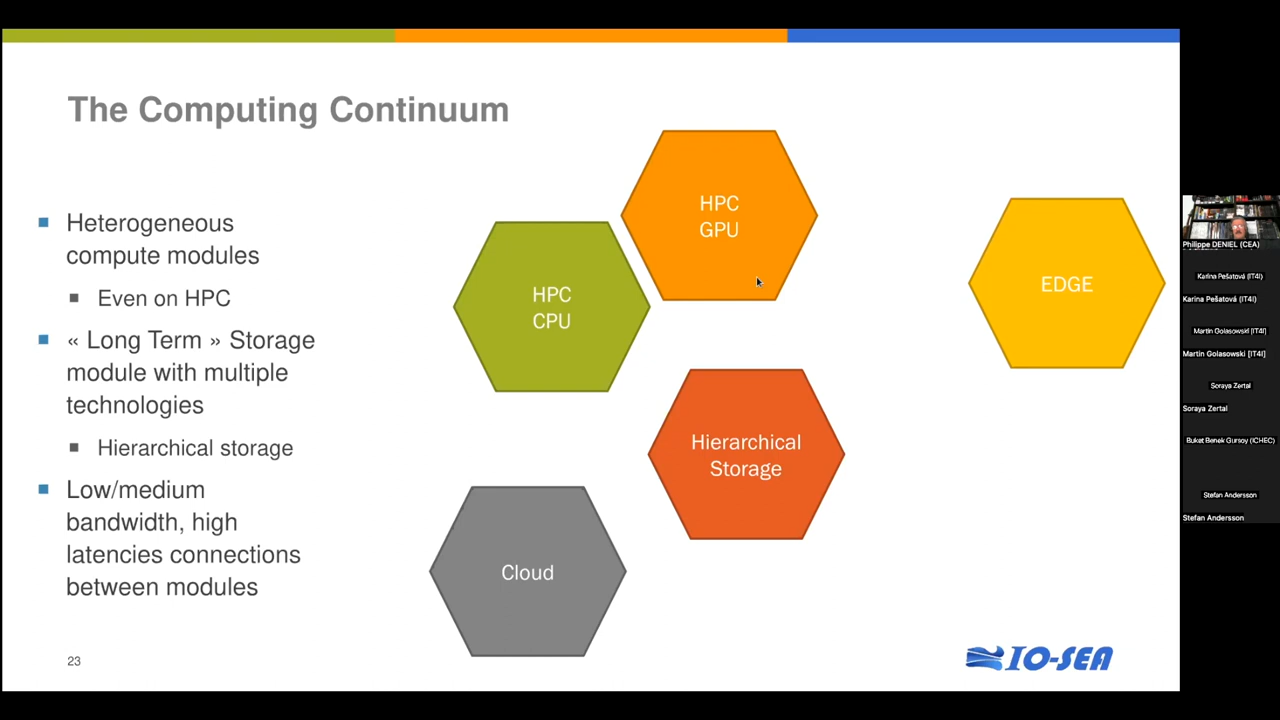 The Computing Continuum
Heterogeneous
compute modules
Even on HPC
« Long Term » Storage
module with multiple
technologies
Hierarchical storage
Low/medium
bandwidth, high
latencies connections
between modules
HPC
GPU
HPC
CPU
EDGE
Hierarchical
Storage
Cloud
23
IO-SEA
Philippe DENIEL (CEA)
Karina Pešatová (IT4I)
Karina Pešatová (IT4I)
Martin Golasowski [IT4I]
Martin Golasowski [IT4I]
Soraya Zertal
Soraya Zertal
Buket Benek Gursoy (ICHEC)
Stefan Andersson
Stefan Andersson